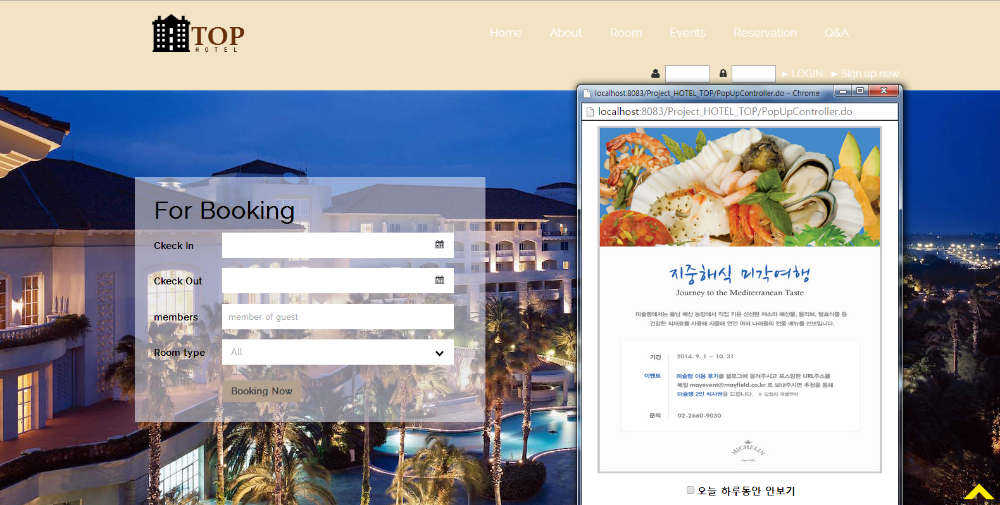 TOP
HOTEL
Home About Room Events Reservation Q&A
► LOGIN ► Sign up now
For Booking
Ckeck In
Ckeck Out
members member of guest
Room type All
Booking Now
localhost:8083/Project_HOTEL_TOP/PopUpController.do - Chrome
localhost:8083/Project_HOTEL_TOP/PopUpController.do
지중해식 미각여행
Journey to the Mediterranean Taste
미슐랭에서는 충남 예산 농장에서 직접 키운 신선한 채소와 해산물, 올리브, 발효식품 등
건강한 식재료를 사용해 지중해 연안 여러 나라들의 전통 메뉴를 선보입니다.
기간 2014. 9. 1 ~ 10. 31
이벤트 미슐랭 이용 후기를 블로그에 올려주시고 포스팅한 URL주소를
메일 mayevent@mayfield.co.kr 로 보내주시면 추첨을 통해
미슐랭 2인 식사권을 드립니다. ※ 당첨자 개별연락
문의 02-2660-9030
MICHELIN
오늘 하루동안 안보기